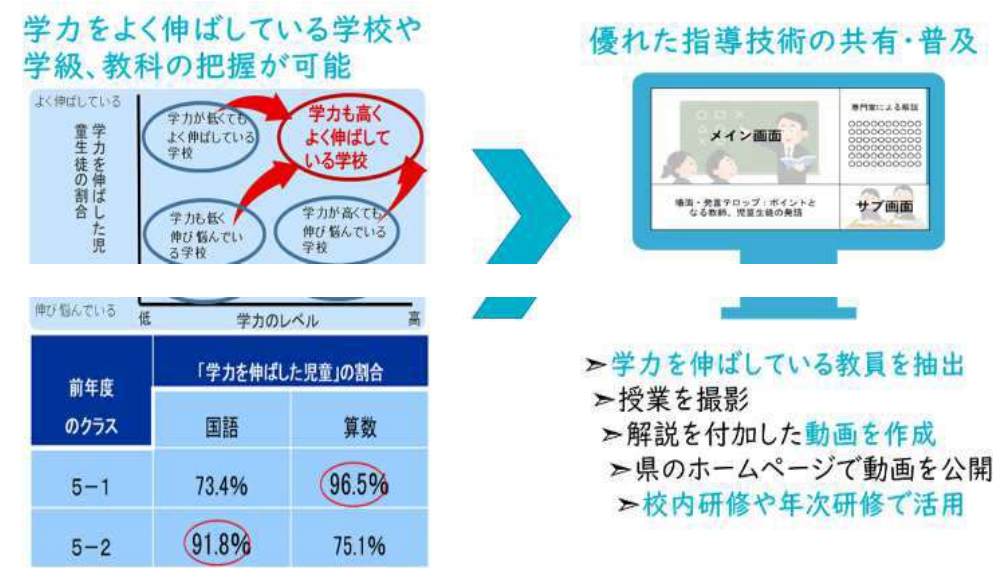 学力をよく伸ばしている学校や
学級、教科の把握が可能
よく伸ばしている
学力を伸ばした児
童生徒の割合
学力が低くても
よく伸ばしている
学校
学力も高く
よく伸ばして
いる学校
学力も低く
伸び悩んでい
る学校
学力が高くても
伸び悩んでいる
学校
伸び悩んでいる
低
学力のレベル
高
前年度
のクラス
「学力を伸ばした児童」の割合
国語
算数
5-1
73.4%
96.5%
5-2
91.8%
75.1%
優れた指導技術の共有・普及
メイン画面
専門家による解説
○○○○○○○○○○
○○○○○○○○○○
○○○○○○○○○○
○○○○○○○○○○
○○○○○○○○○○
場面・発言テロップ:ポイントと
なる教師、児童生徒の発語
サブ画面
➢学力を伸ばしている教員を抽出
➢授業を撮影
➢解説を付加した動画を作成
➢県のホームページで動画を公開
➢校内研修や年次研修で活用